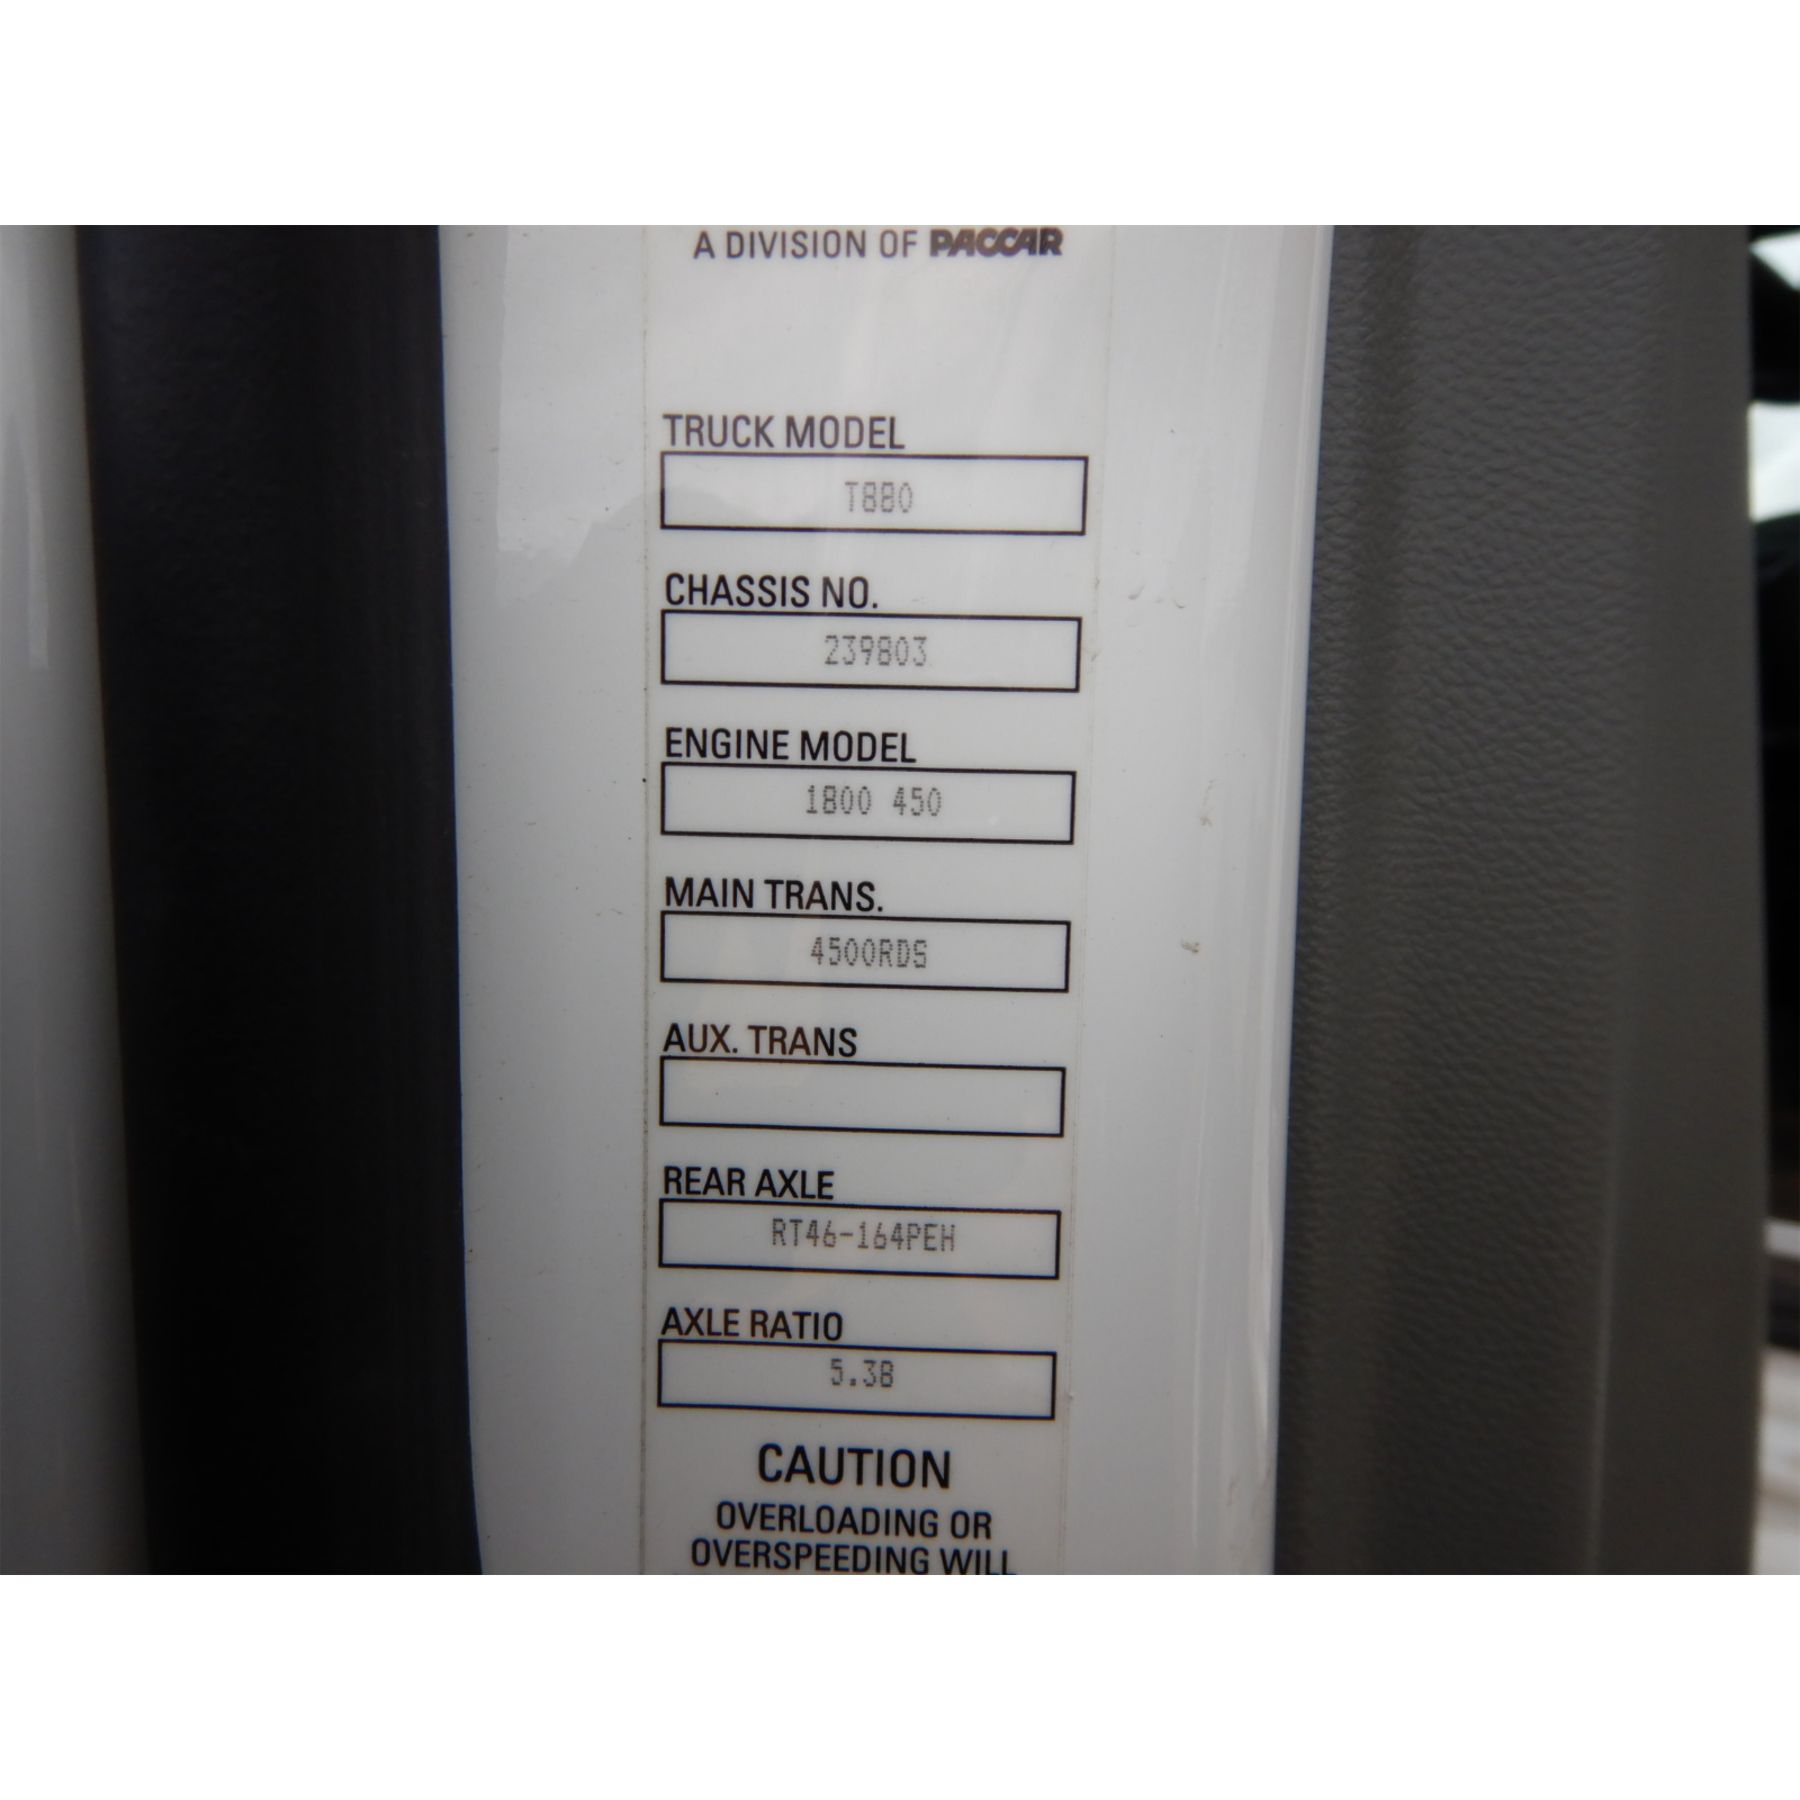 A DIVISION OF PACCAR
TRUCK MODEL
T880
CHASSIS NO.
239803
ENGINE MODEL
1800 450
MAIN TRANS.
4500RDS
AUX. TRANS
REAR AXLE
RT46-164PEH
AXLE RATIO
5.38
CAUTION
OVERLOADING OR
OVERSPEEDING WILL